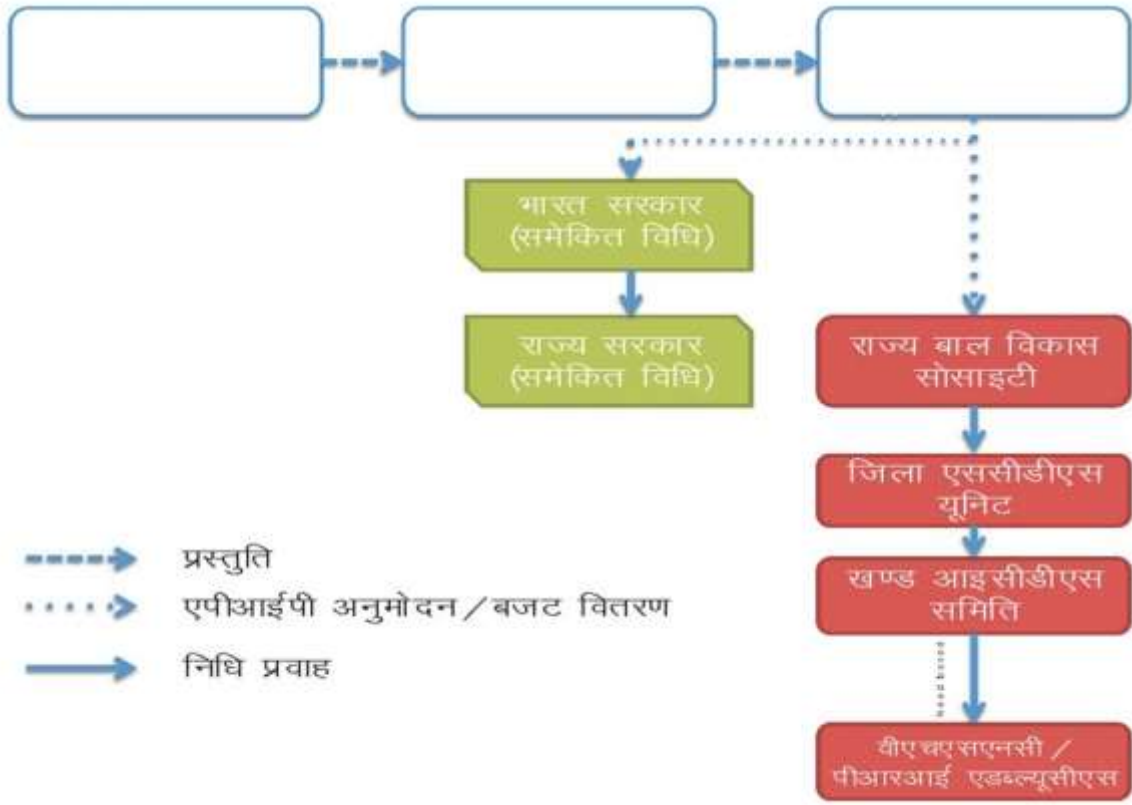 भारत सरकार
(समेकित विधि)
राज्य सरकार
(समेकित विधि)
राज्य बाल विकास
सोसाइटी
जिला एससीडीएस
यूनिट
खण्ड आइसीडीएस
समिति
वीएचएसएनसी /
पीआरआई एडब्ल्यूसीएस
प्रस्तुति
एपीआईपी अनुमोदन/बजट वितरण
निधि प्रवाह